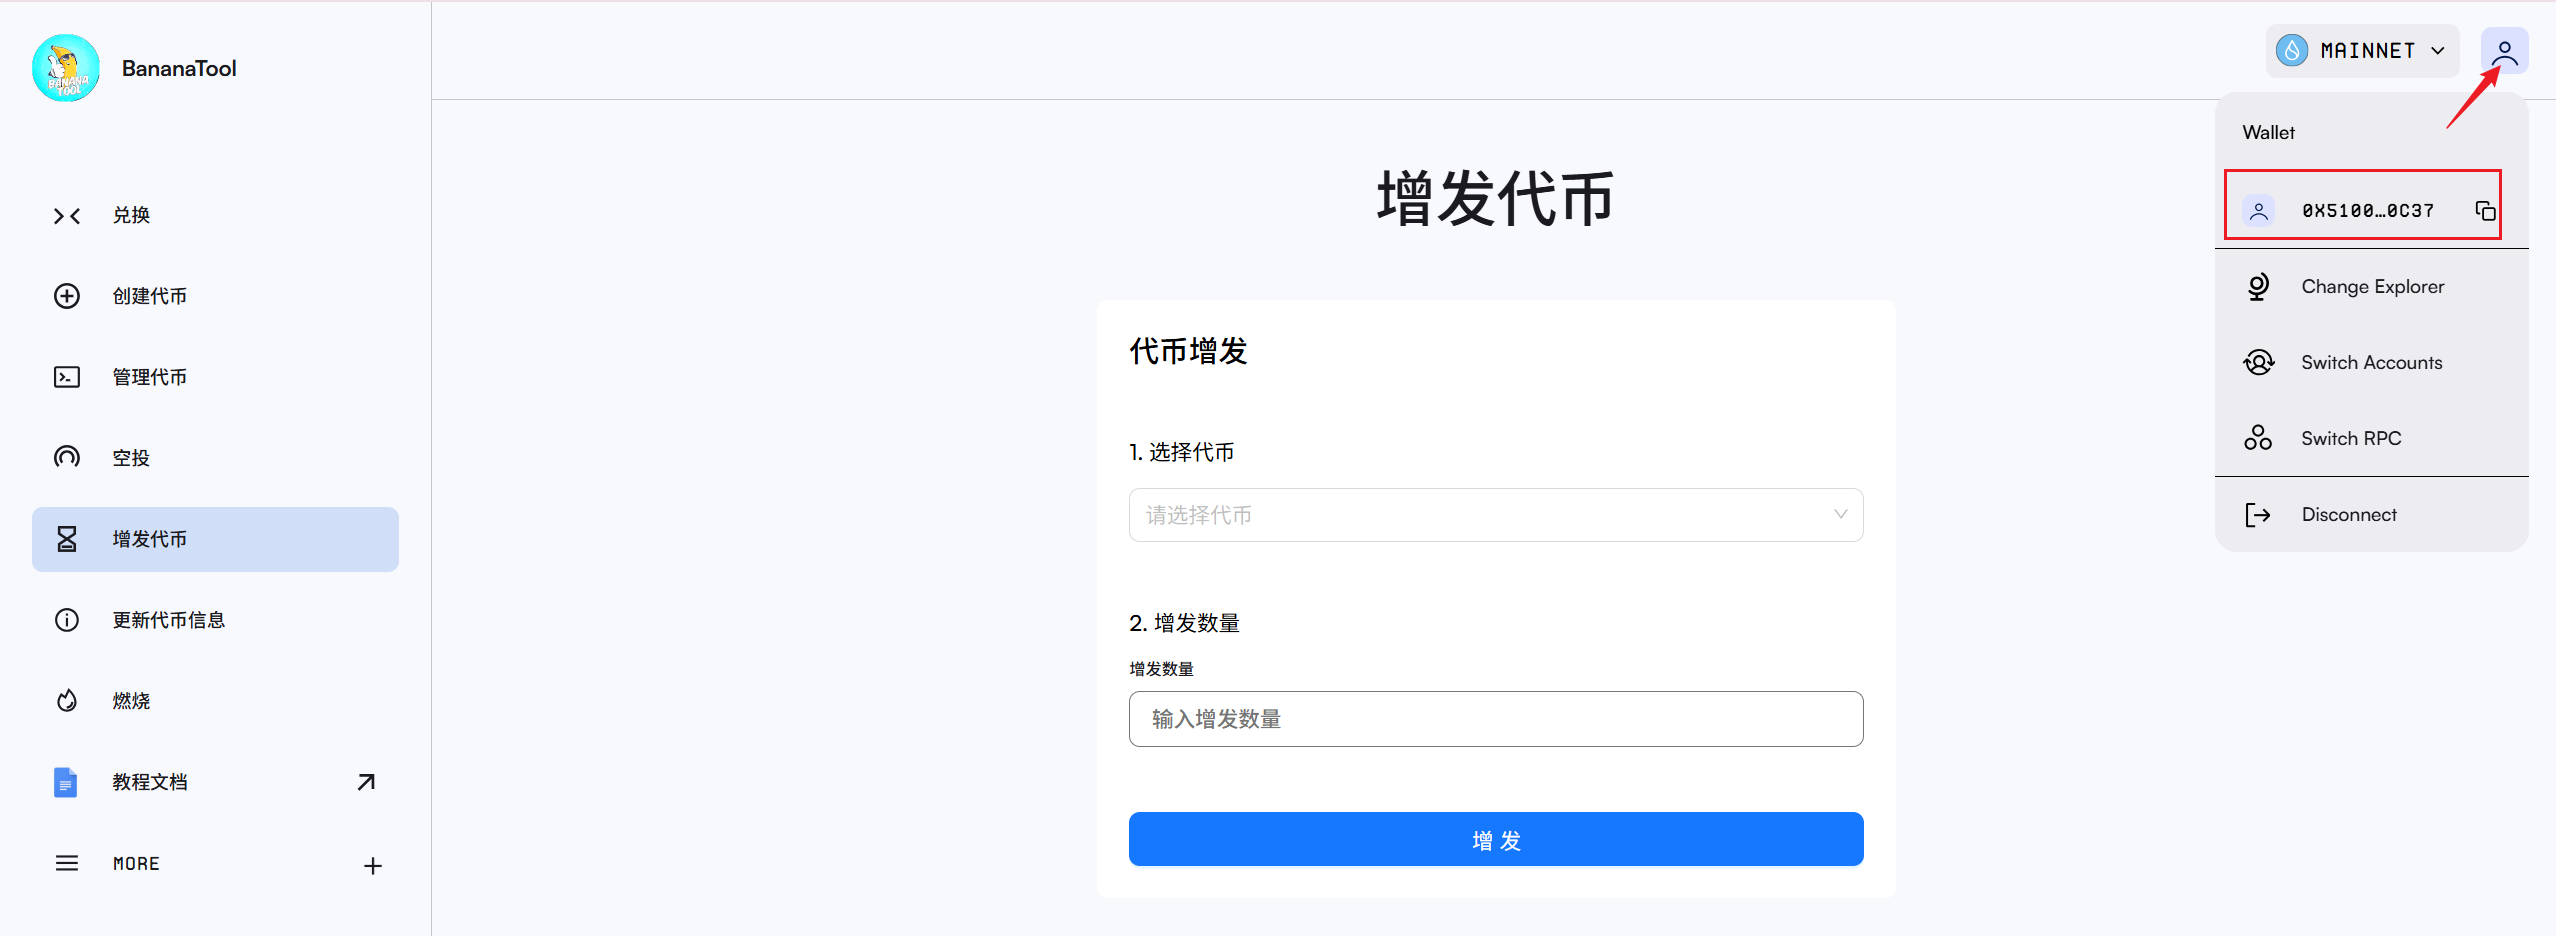 BANANA
TOOL
BananaTool
兑换
创建代币
管理代币
空投
增发代币
更新代币信息
燃烧
教程文档
MORE
MAINNET
增发代币
代币增发
1. 选择代币
请选择代币
2. 增发数量
增发数量
输入增发数量
增 发
Wallet
0X5100…0C37
Change Explorer
Switch Accounts
Switch RPC
Disconnect